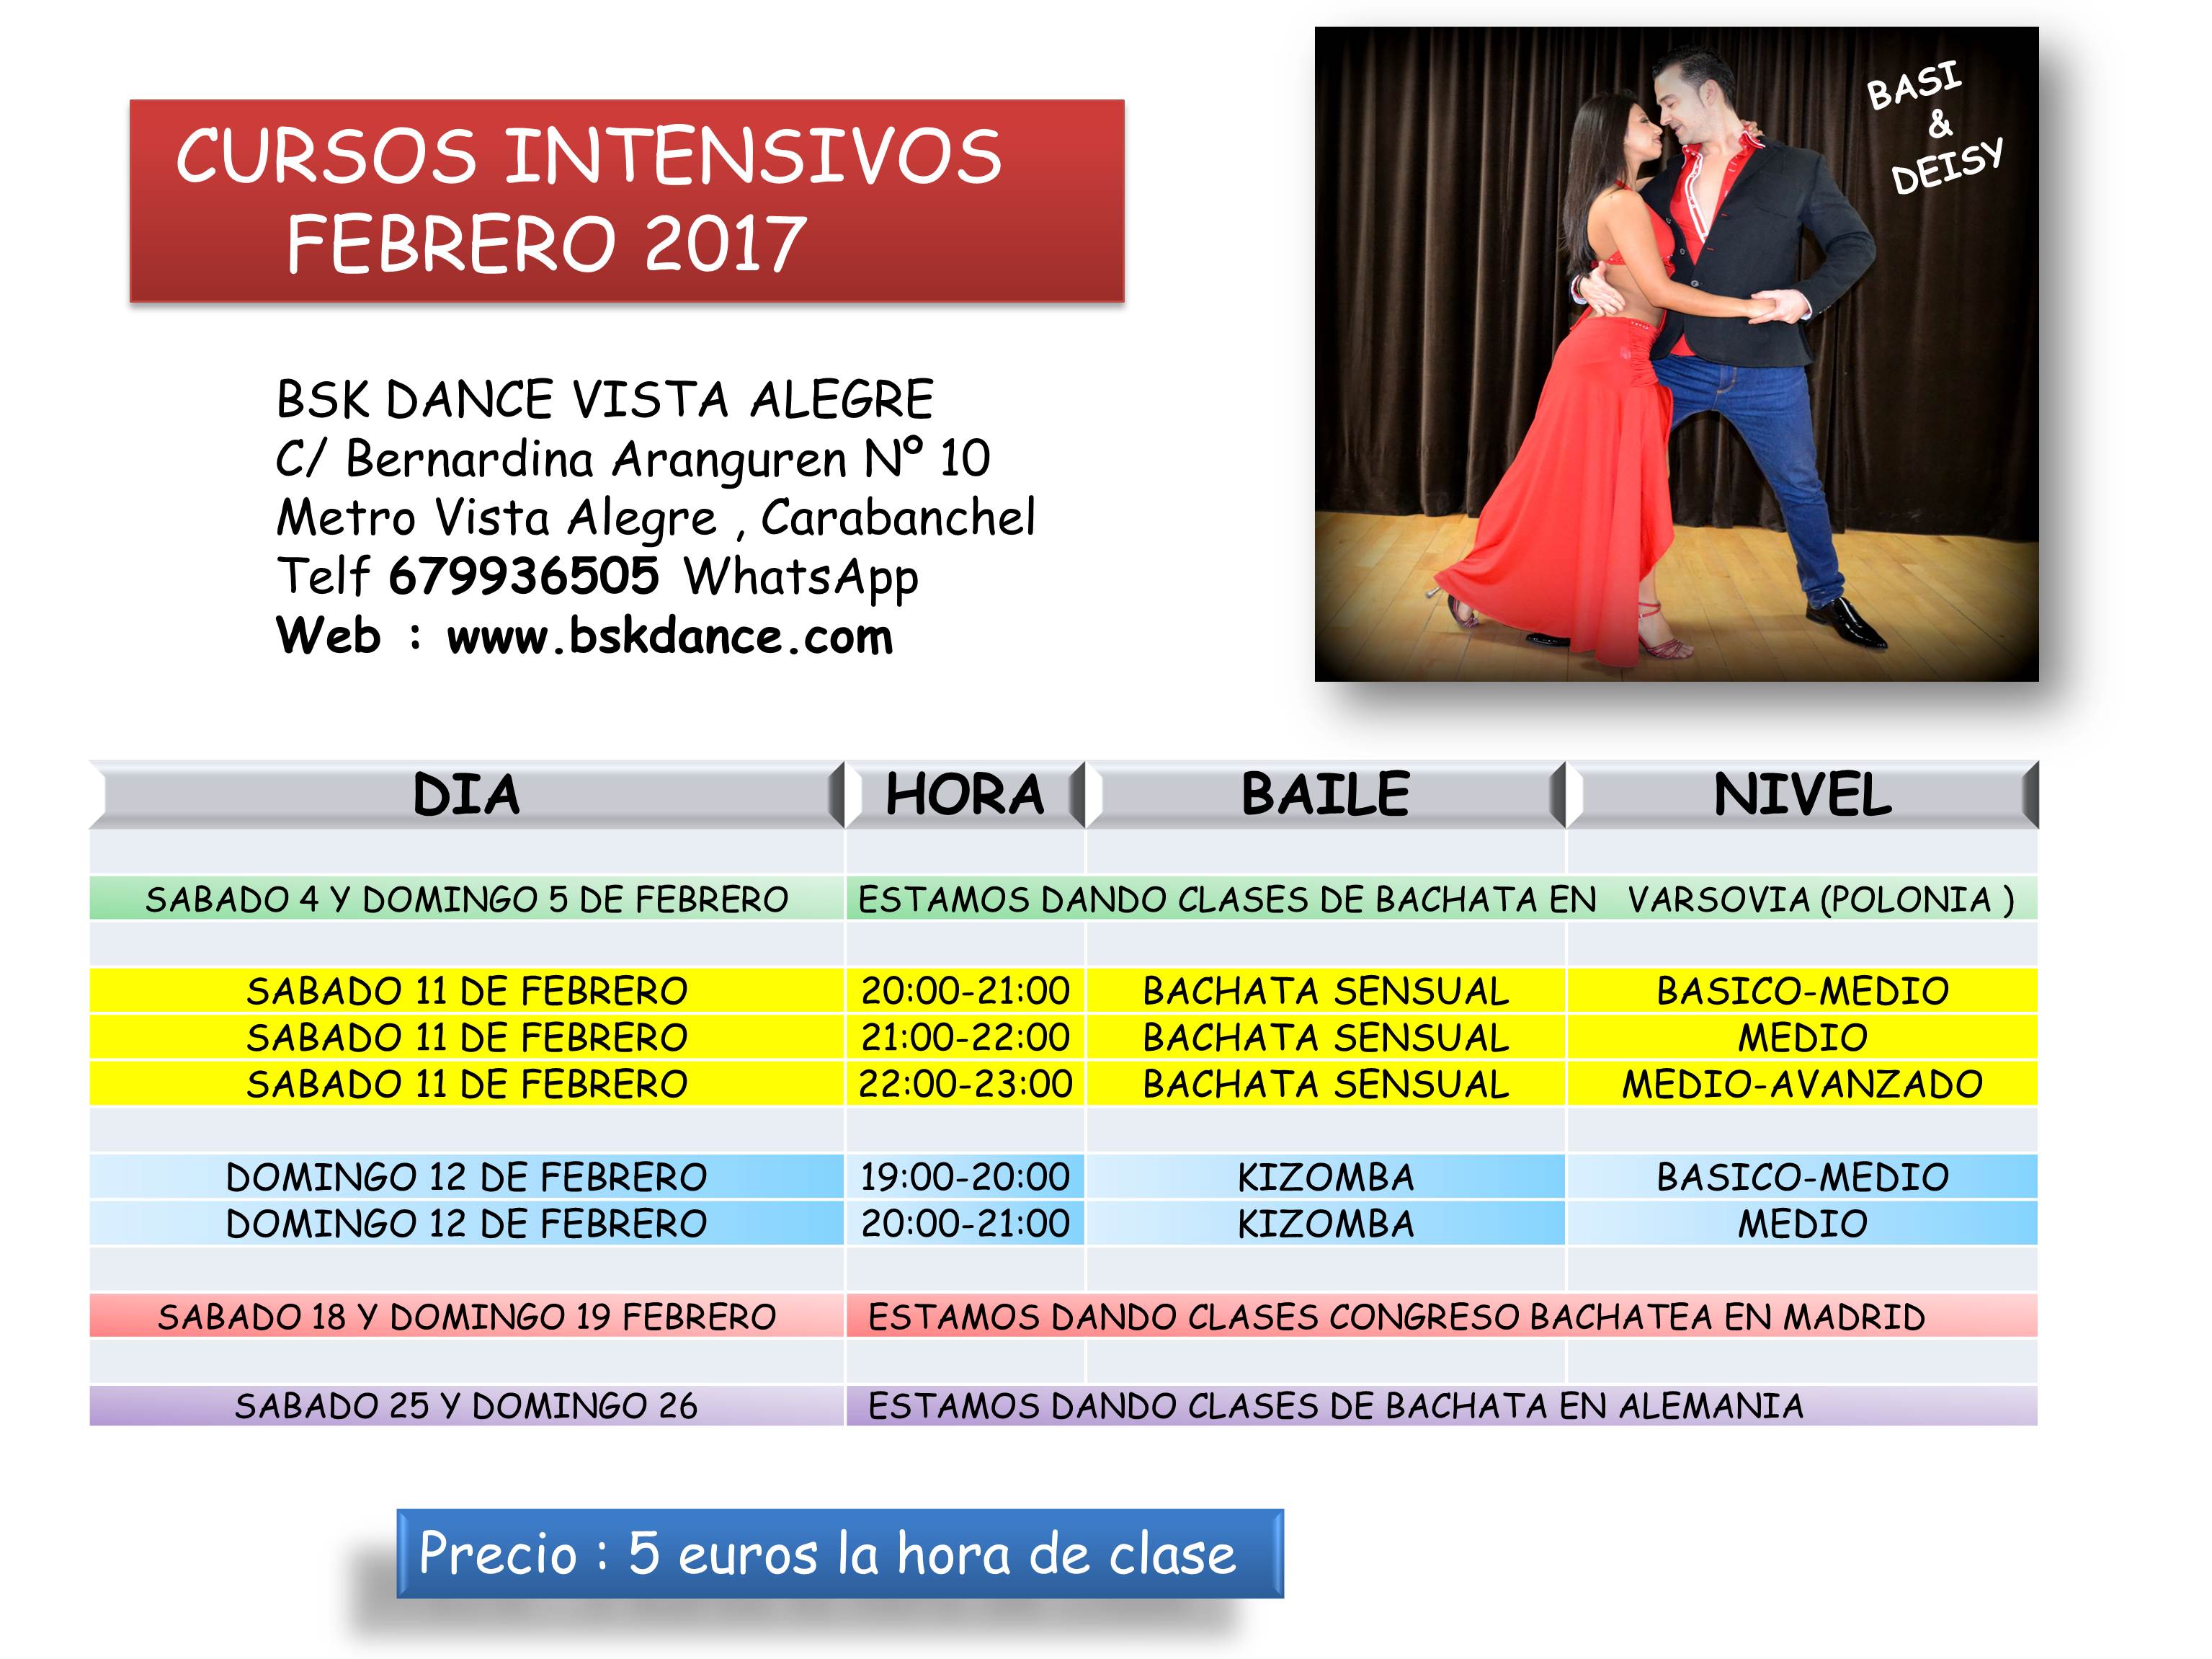 CURSOS INTENSIVOS
FEBRERO 2017
BASI
&
DEISY
BSK DANCE VISTA ALEGRE
C/ Bernardina Aranguren Nº 10
Metro Vista Alegre , Carabanchel
Telf 679936505 WhatsApp
Web : www.bskdance.com
DIA HORA BAILE NIVEL
SABADO 4 Y DOMINGO 5 DE FEBRERO ESTAMOS DANDO CLASES DE BACHATA EN VARSOVIA (POLONIA )
SABADO 11 DE FEBRERO 20:00-21:00 BACHATA SENSUAL BASICO-MEDIO
SABADO 11 DE FEBRERO 21:00-22:00 BACHATA SENSUAL MEDIO
SABADO 11 DE FEBRERO 22:00-23:00 BACHATA SENSUAL MEDIO-AVANZADO
DOMINGO 12 DE FEBRERO 19:00-20:00 KIZOMBA BASICO-MEDIO
DOMINGO 12 DE FEBRERO 20:00-21:00 KIZOMBA MEDIO
SABADO 18 Y DOMINGO 19 FEBRERO ESTAMOS DANDO CLASES CONGRESO BACHATEA EN MADRID
SABADO 25 Y DOMINGO 26 ESTAMOS DANDO CLASES DE BACHATA EN ALEMANIA
Precio : 5 euros la hora de clase